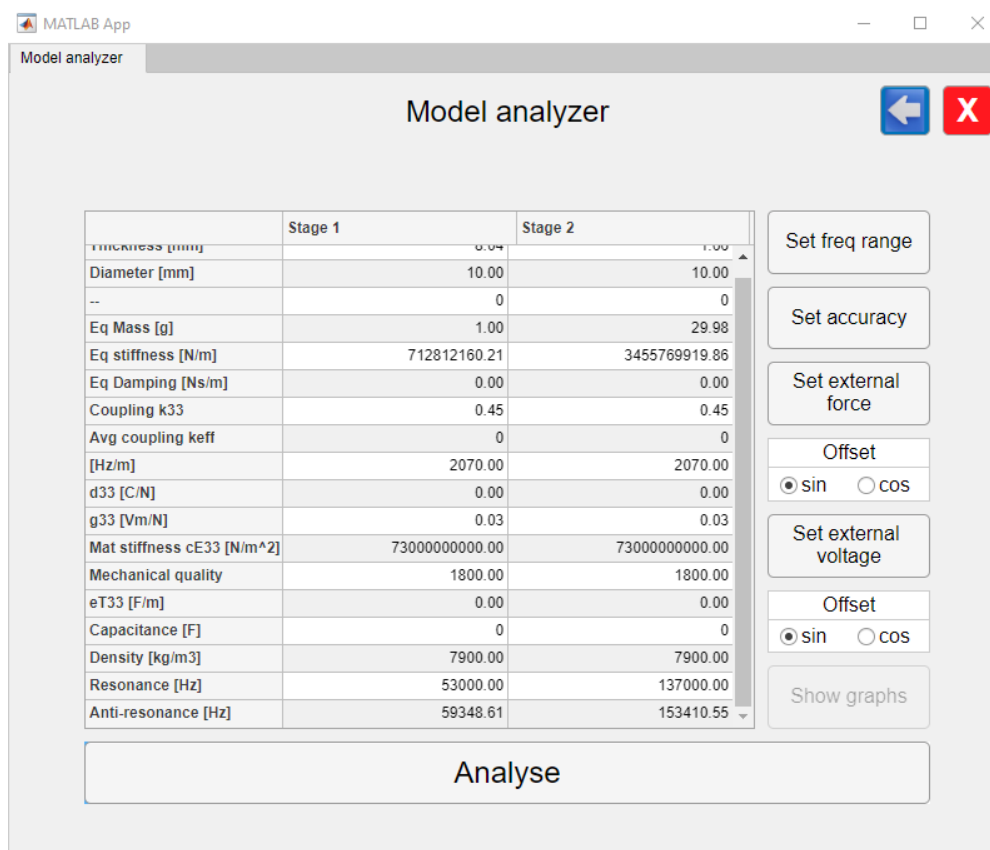 MATLAB App
Model analyzer
Model analyzer
X
Stage 1 Stage 2
Thickness [mm] 8.04 1.00
Diameter [mm] 10.00 10.00
-- 0 0
Eq Mass [g] 1.00 29.98
Eq stiffness [N/m] 712812160.21 3455769919.86
Eq Damping [Ns/m] 0.00 0.00
Coupling k33 0.45 0.45
Avg coupling keff 0 0
[Hz/m] 2070.00 2070.00
d33 [C/N] 0.00 0.00
g33 [Vm/N] 0.03 0.03
Mat stiffness cE33 [N/m^2] 73000000000.00 73000000000.00
Mechanical quality 1800.00 1800.00
eT33 [F/m] 0.00 0.00
Capacitance [F] 0 0
Density [kg/m3] 7900.00 7900.00
Resonance [Hz] 53000.00 137000.00
Anti-resonance [Hz] 59348.61 153410.55
Set freq range
Set accuracy
Set external
force
Offset
sin cos
Set external
voltage
Offset
sin cos
Show graphs
Analyse